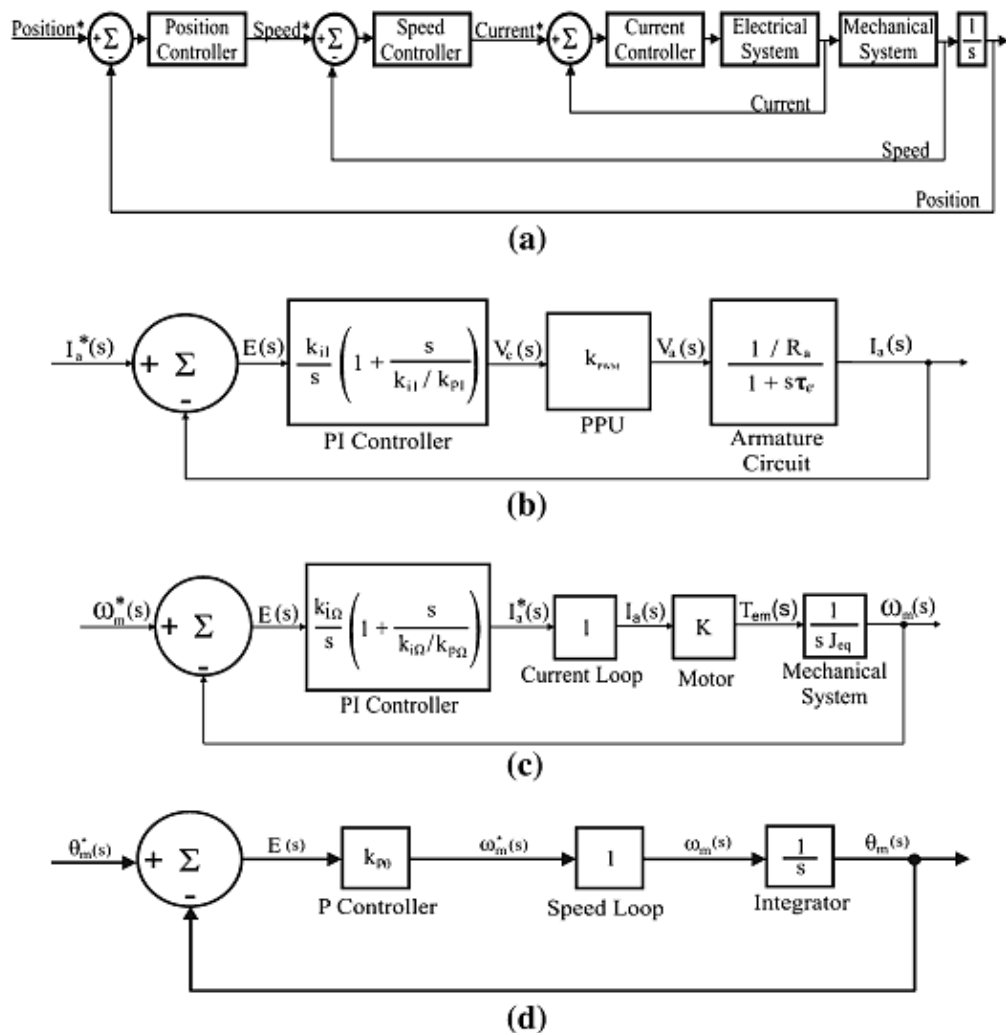 Position* + Σ - Position Controller Speed* + Σ - Speed Controller Current* + Σ - Current Controller Electrical System Mechanical System 1/s
Current
Speed
Position
(a)
I_a*(s) + Σ - E(s) k_iI/s (1 + s/(k_iI/k_PI)) V_c(s) k_PWM V_a(s) (1/R_a)/(1 + sτ_e) I_a(s)
PI Controller PPU Armature Circuit
(b)
ω_m*(s) + Σ - E(s) k_iΩ/s (1 + s/(k_iΩ/k_PΩ)) I_a*(s) 1 I_a(s) K T_em(s) 1/(s J_eq) ω_m(s)
PI Controller Current Loop Motor Mechanical System
(c)
θ_m*(s) + Σ - E(s) k_Pθ ω_m*(s) 1 ω_m(s) 1/s θ_m(s)
P Controller Speed Loop Integrator
(d)